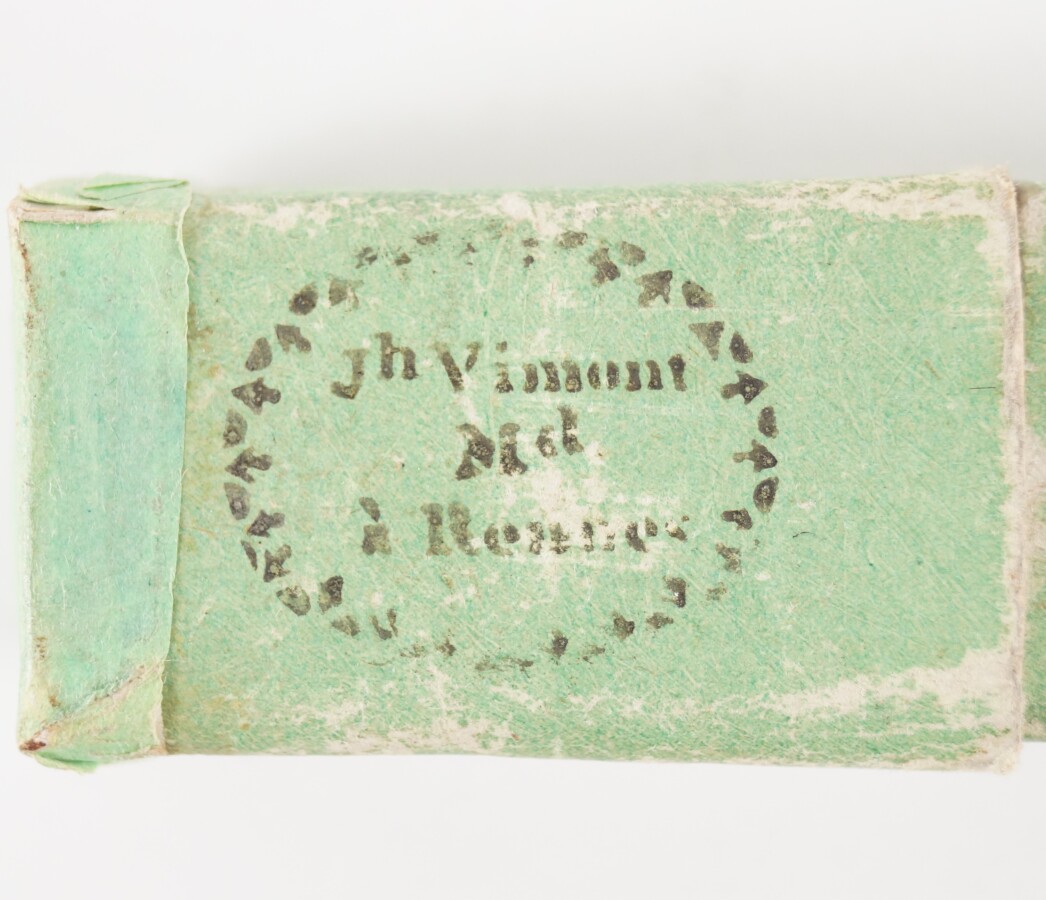 Jh Vimont
Md
à Rennes